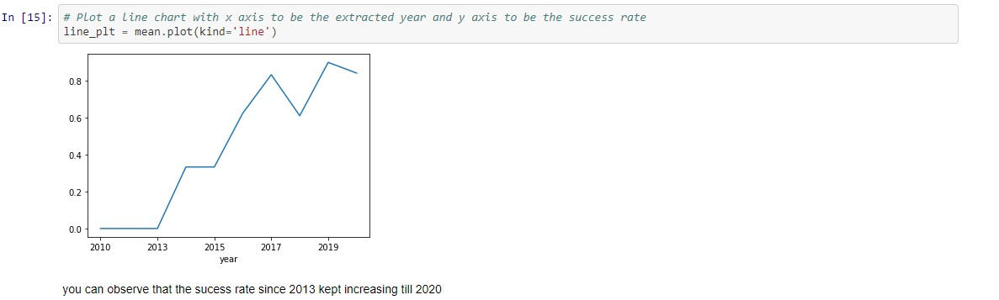 In [15]: # Plot a line chart with x axis to be the extracted year and y axis to be the success rate
line_plt = mean.plot(kind='line')
0.8
0.6
0.4
0.2
0.0
2010 2013 2015 2017 2019
year
you can observe that the sucess rate since 2013 kept increasing till 2020